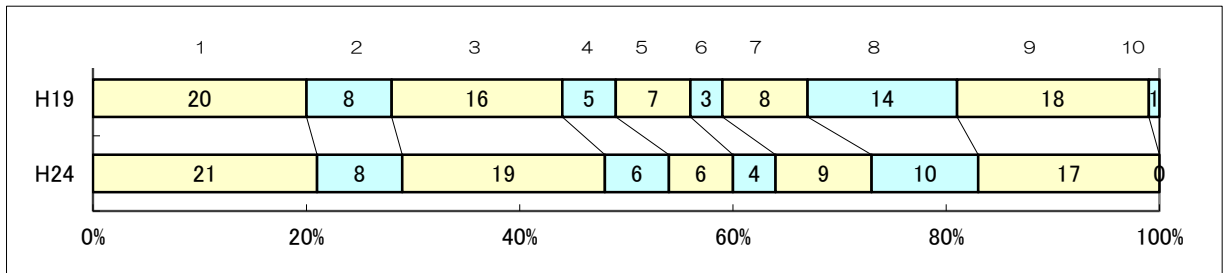 １ ２ ３ ４ ５ ６ ７ ８ ９ １０
H19 20 8 16 5 7 3 8 14 18 1
H24 21 8 19 6 6 4 9 10 17 0
0% 20% 40% 60% 80% 100%